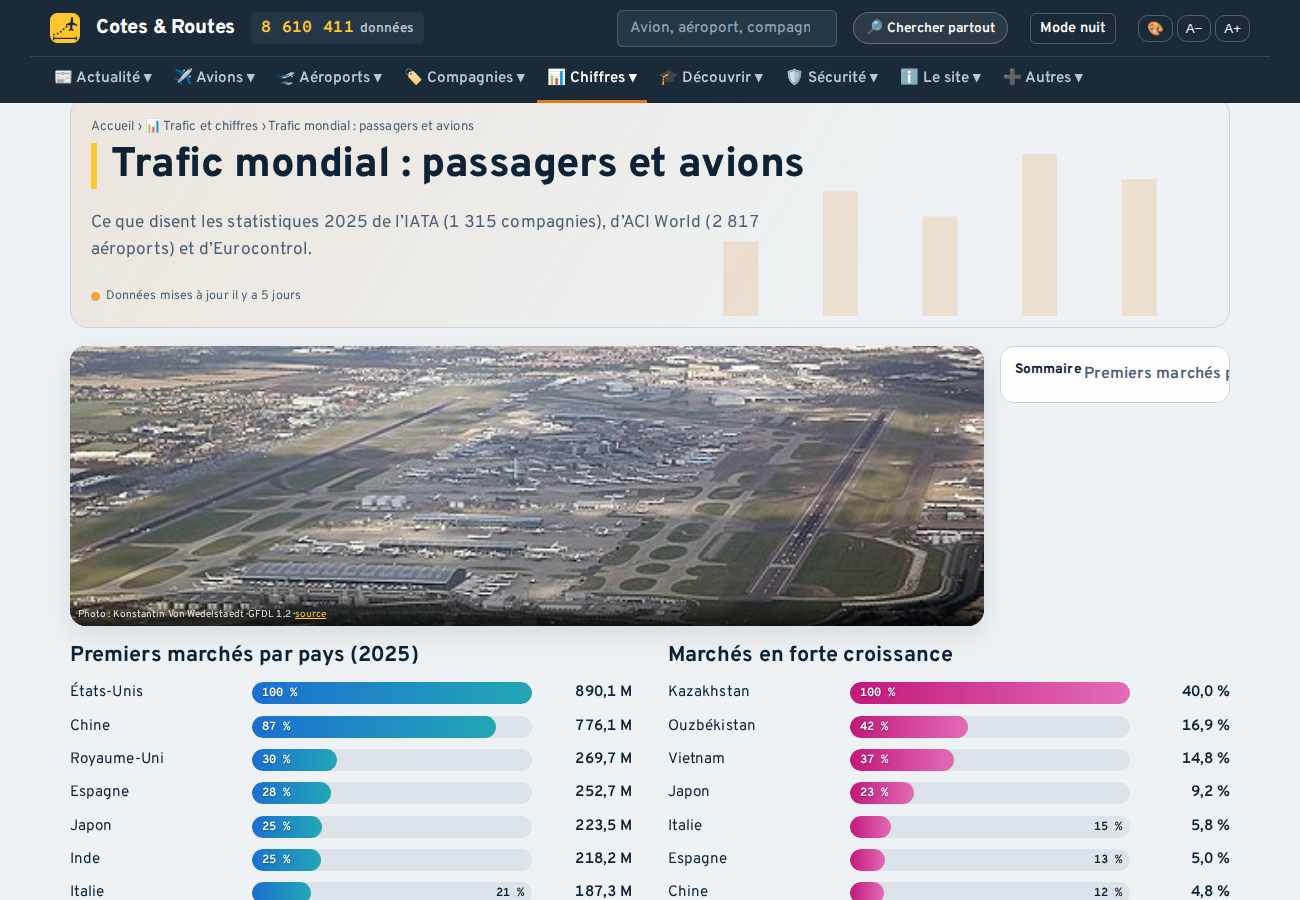 Cotes & Routes
8 610 411 données
Avion, aéroport, compagn
🔎 Chercher partout
Mode nuit
🎨
A−
A+
📰 Actualité ▾
✈️ Avions ▾
🛫 Aéroports ▾
🏷️ Compagnies ▾
📊 Chiffres ▾
🎓 Découvrir ▾
🛡️ Sécurité ▾
ℹ️ Le site ▾
➕ Autres ▾
Accueil › 📊 Trafic et chiffres › Trafic mondial : passagers et avions
Trafic mondial : passagers et avions
Ce que disent les statistiques 2025 de l’IATA (1 315 compagnies), d’ACI World (2 817
aéroports) et d’Eurocontrol.
Données mises à jour il y a 5 jours
Photo : Konstantin Von Wedelstaedt · GFDL 1.2 · source
Sommaire Premiers marchés p
Premiers marchés par pays (2025)
États-Unis 100 % 890,1 M
Chine 87 % 776,1 M
Royaume-Uni 30 % 269,7 M
Espagne 28 % 252,7 M
Japon 25 % 223,5 M
Inde 25 % 218,2 M
Italie 21 % 187,3 M
Marchés en forte croissance
Kazakhstan 100 % 40,0 %
Ouzbékistan 42 % 16,9 %
Vietnam 37 % 14,8 %
Japon 23 % 9,2 %
Italie 15 % 5,8 %
Espagne 13 % 5,0 %
Chine 12 % 4,8 %